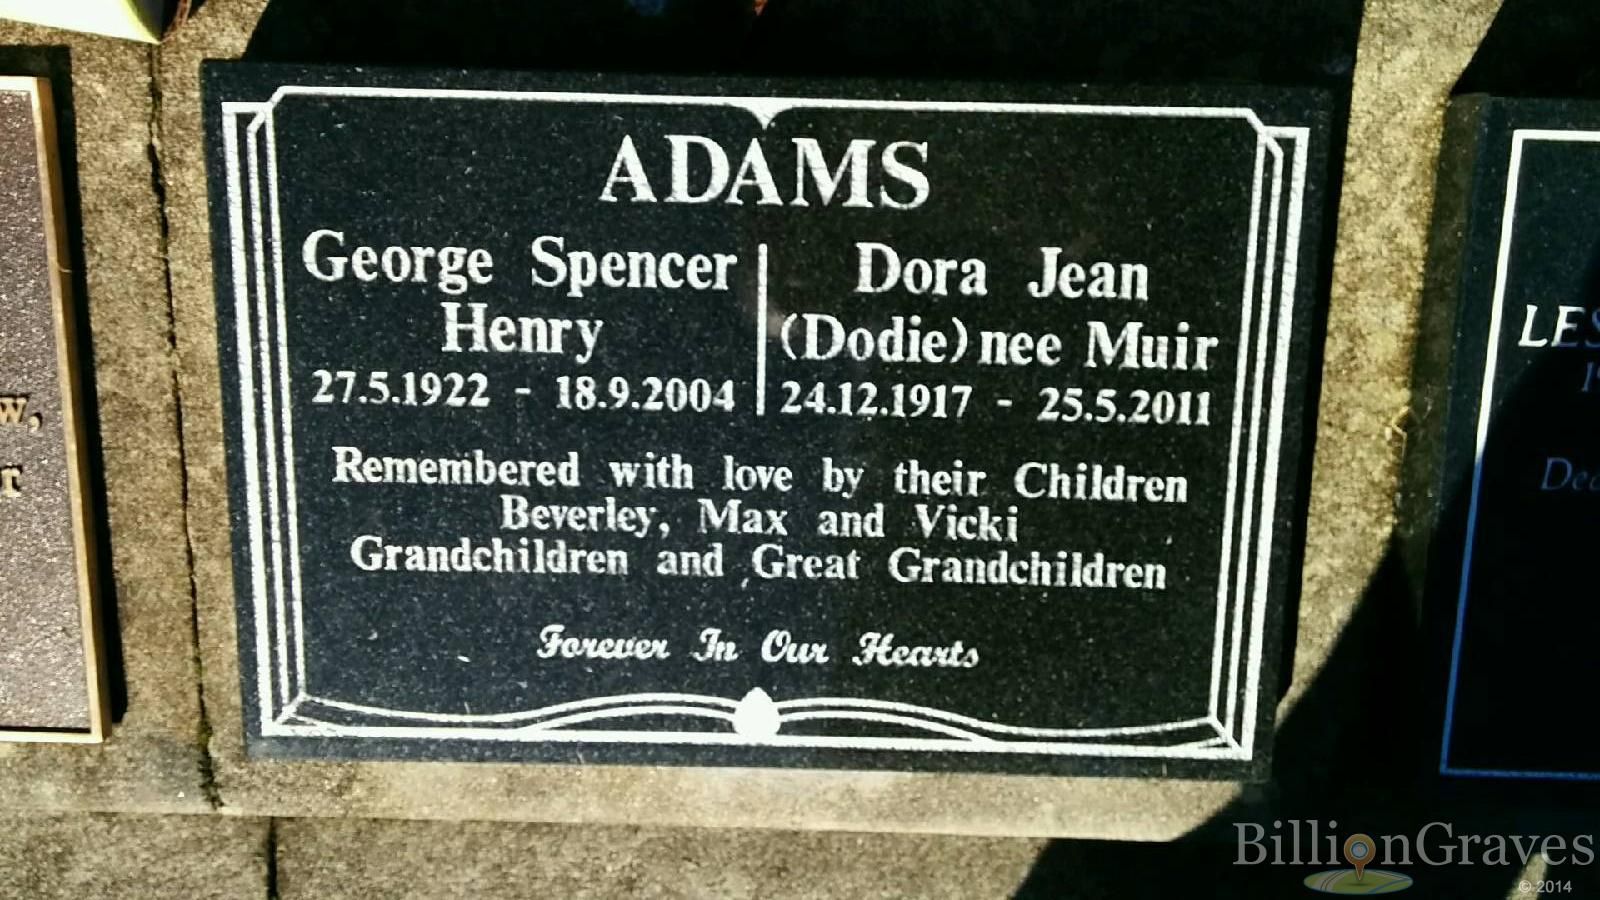 ADAMS
George Spencer
Henry
27.5.1922 - 18.9.2004
Dora Jean
(Dodie) nee Muir
24.12.1917 - 25.5.2011
Remembered with love by their Children
Beverley, Max and Vicki
Grandchildren and Great Grandchildren
Forever In Our Hearts
BillionGraves
© 2014